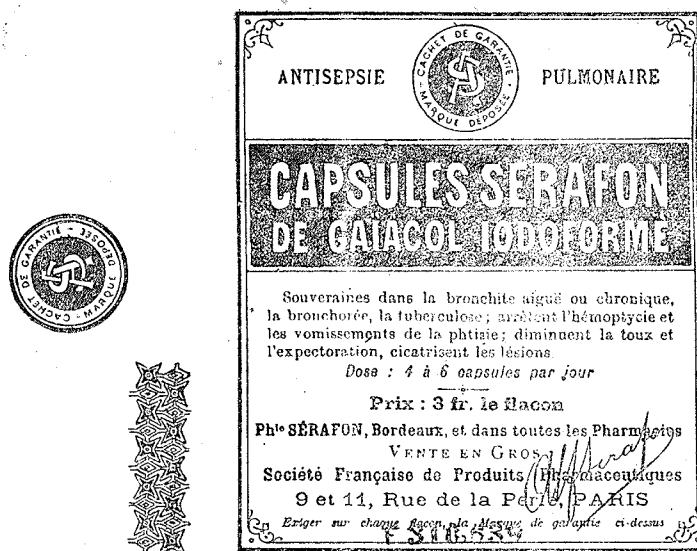 CACHET DE GARANTIE
MARQUE DÉPOSÉE
ANTISEPSIE PULMONAIRE
CAPSULES SERAFON
DE GAÏACOL IODOFORMÉ
Souveraines dans la bronchite aiguë ou chronique,
la bronchorée, la tuberculose; arrêtent l'hémoptycie et
les vomissements de la phtisie; diminuent la toux et
l'expectoration, cicatrisent les lésions.
Dose : 4 à 6 capsules par jour
Prix : 3 fr. le flacon
Phie SÉRAFON, Bordeaux, et dans toutes les Pharmacies
VENTE EN GROS
Société Française de Produits Pharmaceutiques
9 et 11, Rue de la Perle, PARIS
Exiger sur chaque flacon la Marque de garantie ci-dessus
CACHET DE GARANTIE
MARQUE DÉPOSÉE